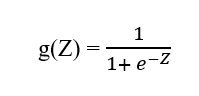 g(Z) = 1 / (1 + e^{-Z})